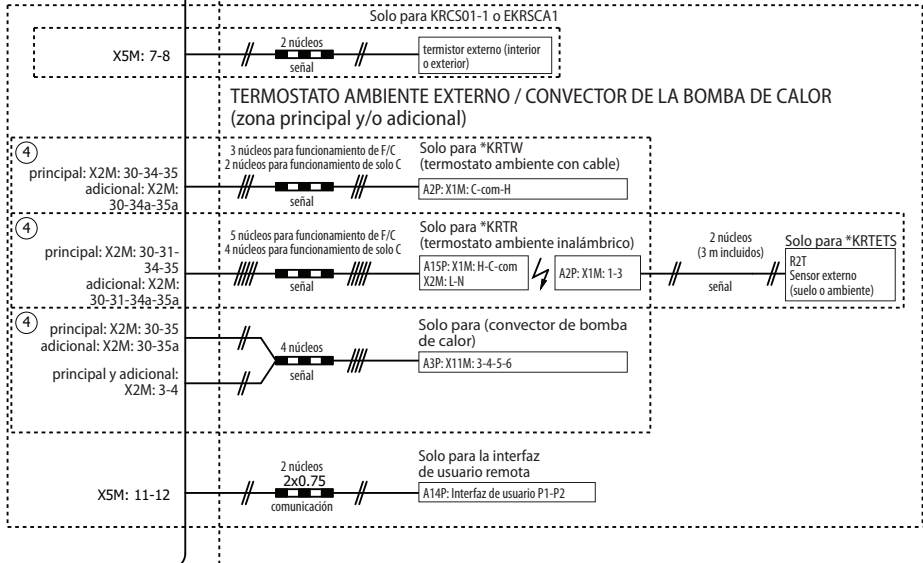 Solo para KRCS01-1 o EKRSCA1
X5M: 7-8
2 núcleos
señal
termistor externo (interior
o exterior)
TERMOSTATO AMBIENTE EXTERNO / CONVECTOR DE LA BOMBA DE CALOR
(zona principal y/o adicional)
4
principal: X2M: 30-34-35
adicional: X2M:
30-34a-35a
3 núcleos para funcionamiento de F/C
2 núcleos para funcionamiento de solo C
señal
Solo para *KRTW
(termostato ambiente con cable)
A2P: X1M: C-com-H
4
principal: X2M: 30-31-
34-35
adicional: X2M:
30-31-34a-35a
5 núcleos para funcionamiento de F/C
4 núcleos para funcionamiento de solo C
señal
Solo para *KRTR
(termostato ambiente inalámbrico)
A15P: X1M: H-C-com
X2M: L-N
A2P: X1M: 1-3
2 núcleos
(3 m incluidos)
señal
Solo para *KRTETS
R2T
Sensor externo
(suelo o ambiente)
4
principal: X2M: 30-35
adicional: X2M: 30-35a
principal y adicional:
X2M: 3-4
4 núcleos
señal
Solo para (convector de bomba
de calor)
A3P: X11M: 3-4-5-6
X5M: 11-12
2 núcleos
2x0.75
comunicación
Solo para la interfaz
de usuario remota
A14P: Interfaz de usuario P1-P2